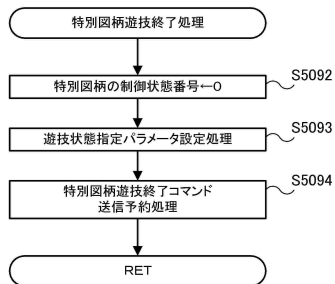 特別図柄遊技終了処理
特別図柄の制御状態番号←0
S5092
遊技状態指定パラメータ設定処理
S5093
特別図柄遊技終了コマンド
送信予約処理
S5094
RET